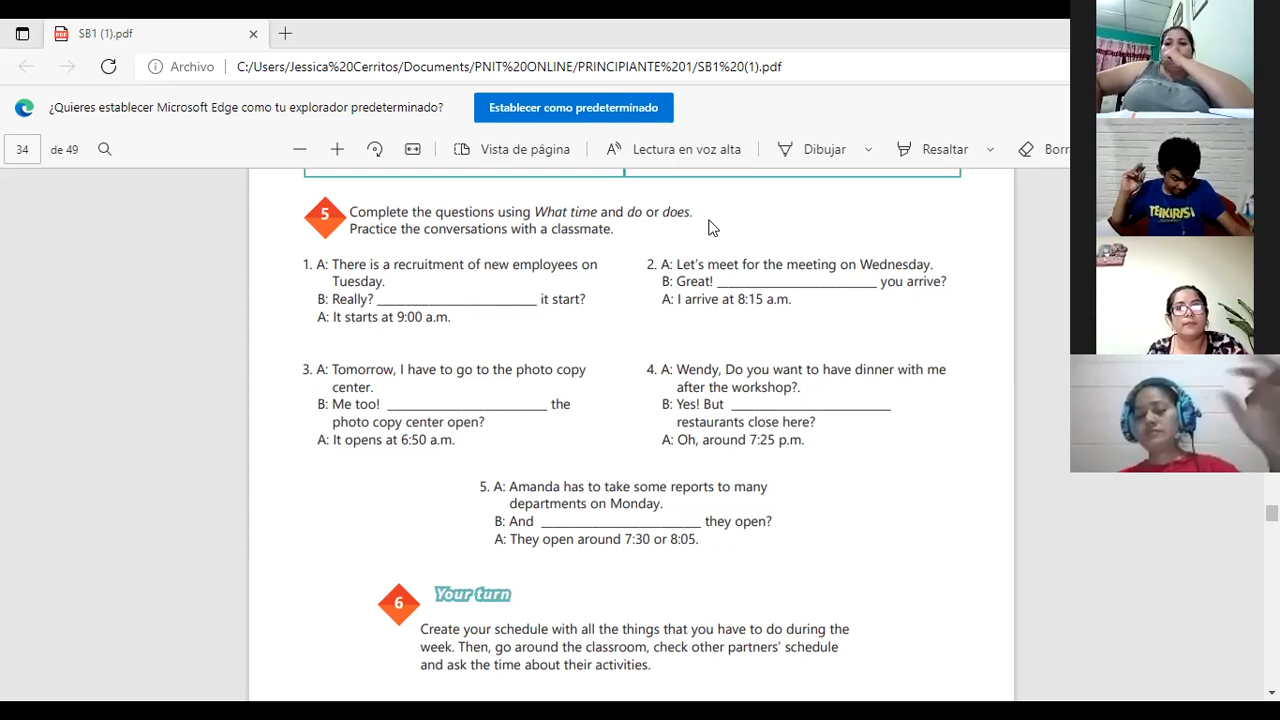 SB1 (1).pdf
Archivo
C:/Users/Jessica%20Cerritos/Documents/PNIT%20ONLINE/PRINCIPIANTE%201/SB1%20(1).pdf
¿Quieres establecer Microsoft Edge como tu explorador predeterminado?
Establecer como predeterminado
34
de 49
Vista de página
Lectura en voz alta
Dibujar
Resaltar
Borr
5
Complete the questions using What time and do or does.
Practice the conversations with a classmate.
1. A: There is a recruitment of new employees on
Tuesday.
B: Really? ____________________ it start?
A: It starts at 9:00 a.m.
2. A: Let's meet for the meeting on Wednesday.
B: Great! ____________________ you arrive?
A: I arrive at 8:15 a.m.
3. A: Tomorrow, I have to go to the photo copy
center.
B: Me too! ____________________ the
photo copy center open?
A: It opens at 6:50 a.m.
4. A: Wendy, Do you want to have dinner with me
after the workshop?.
B: Yes! But ____________________
restaurants close here?
A: Oh, around 7:25 p.m.
5. A: Amanda has to take some reports to many
departments on Monday.
B: And ____________________ they open?
A: They open around 7:30 or 8:05.
6
Your turn
Create your schedule with all the things that you have to do during the
week. Then, go around the classroom, check other partners' schedule
and ask the time about their activities.